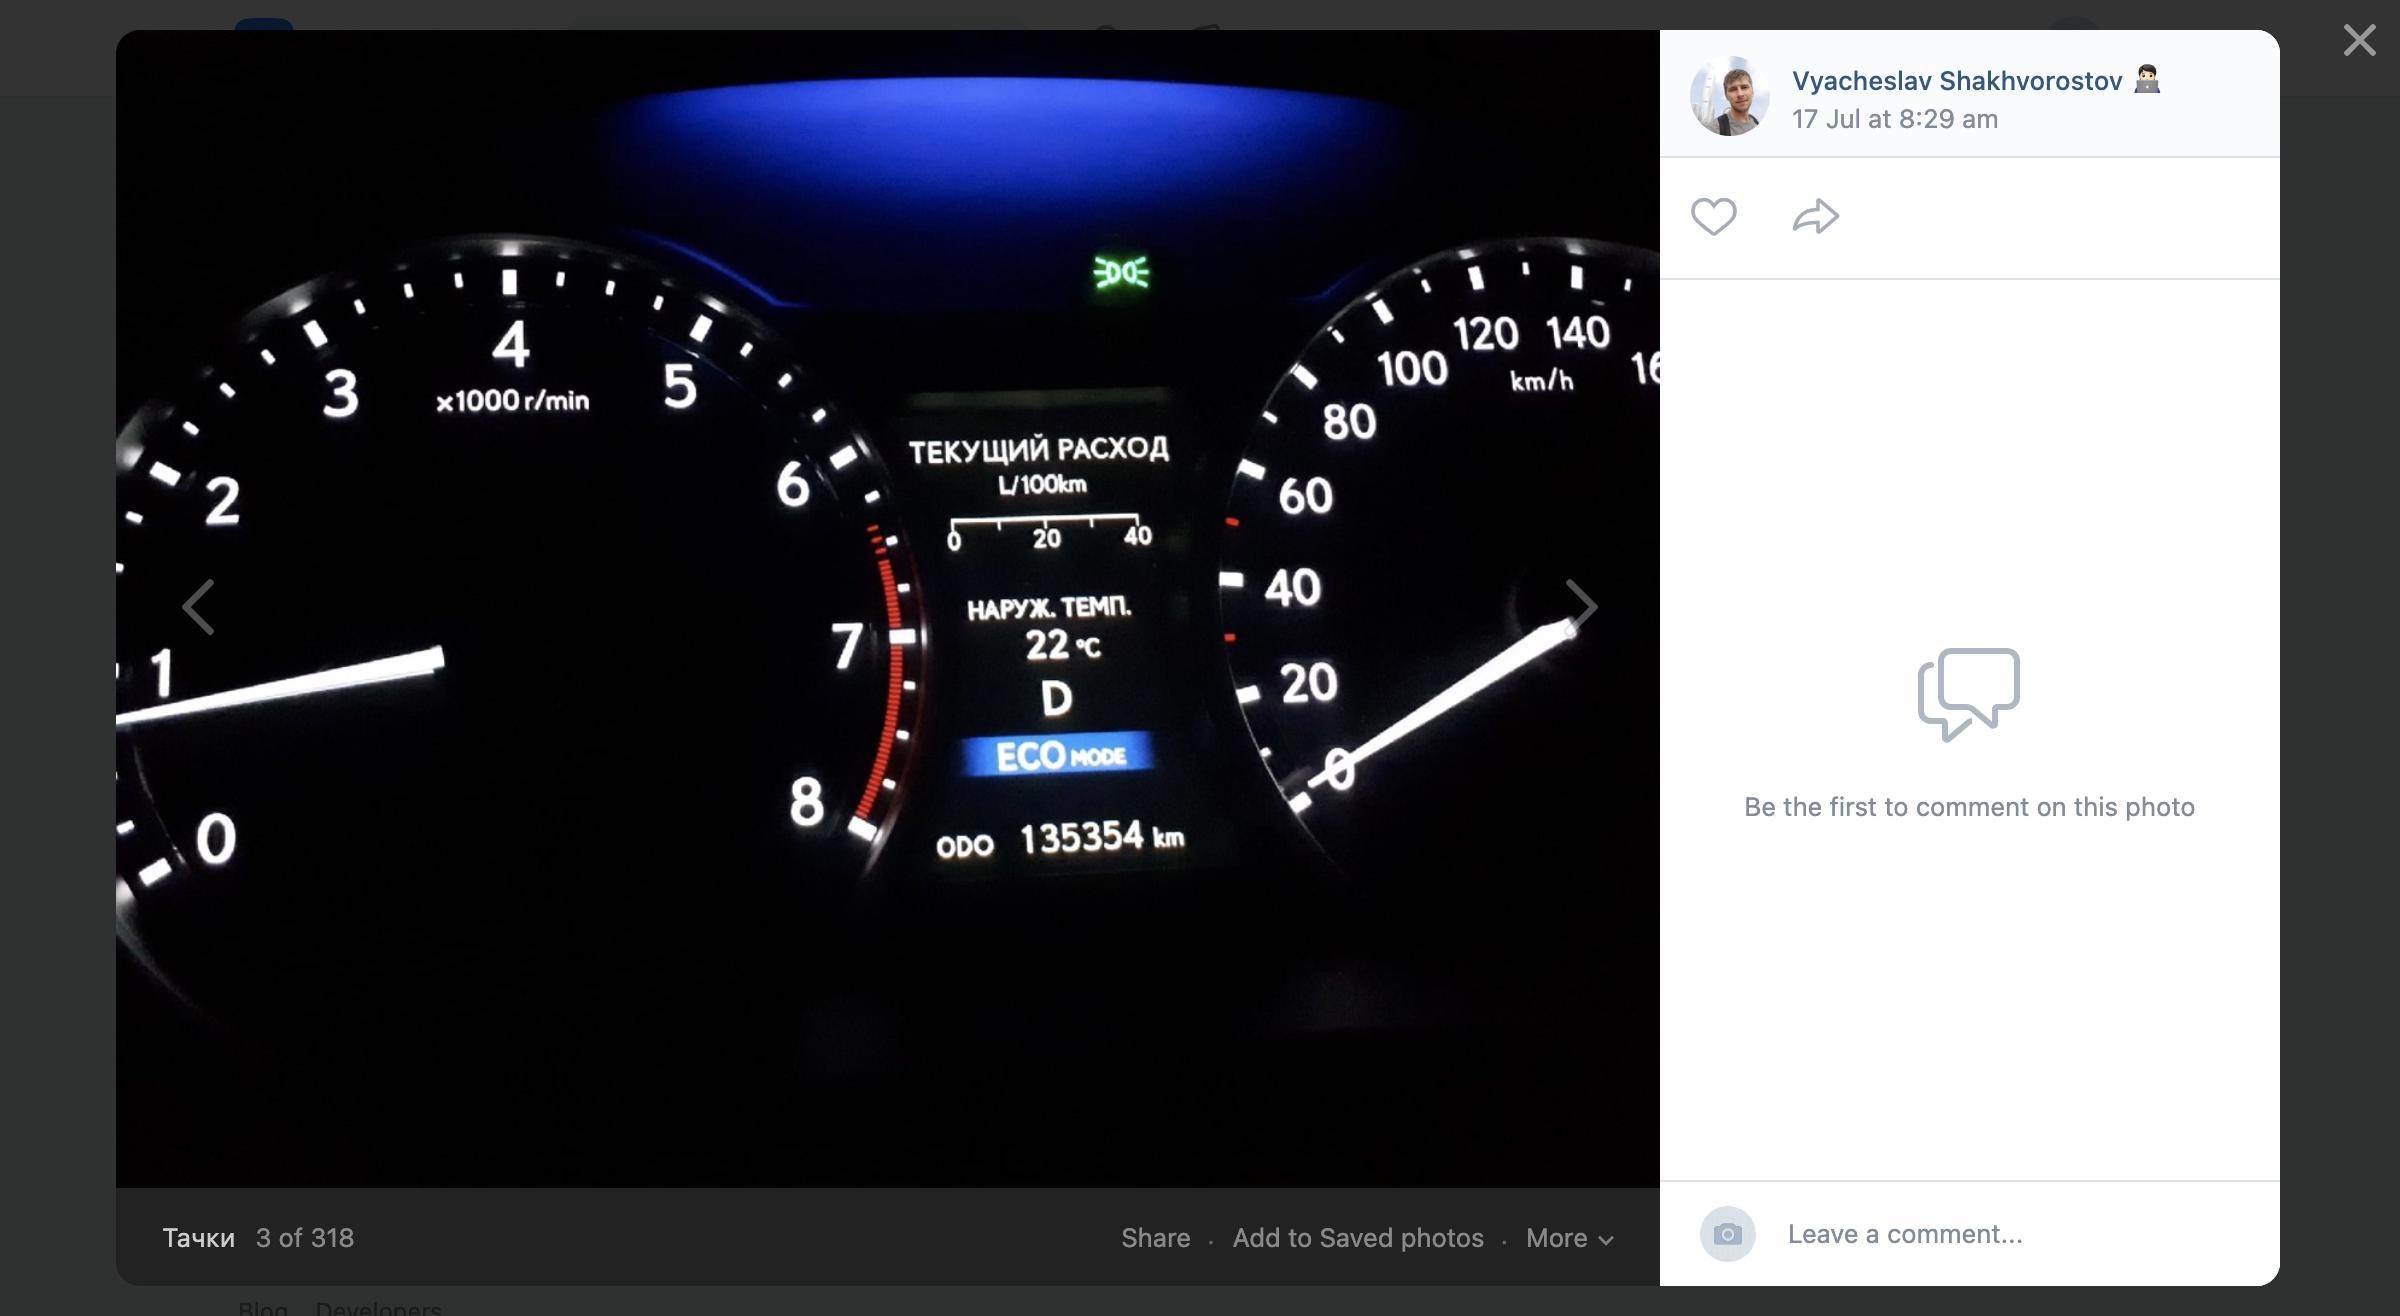 Vyacheslav Shakhvorostov
17 Jul at 8:29 am
0
1
2
3
4
5
6
7
8
x1000 r/min
ТЕКУЩИЙ РАСХОД
L/100km
0 20 40
НАРУЖ. ТЕМП.
22 °C
D
ECO MODE
ODO 135354 km
0
20
40
60
80
100
120
140
km/h
Be the first to comment on this photo
Leave a comment...
Тачки 3 of 318
Share · Add to Saved photos · More
Blog Developers